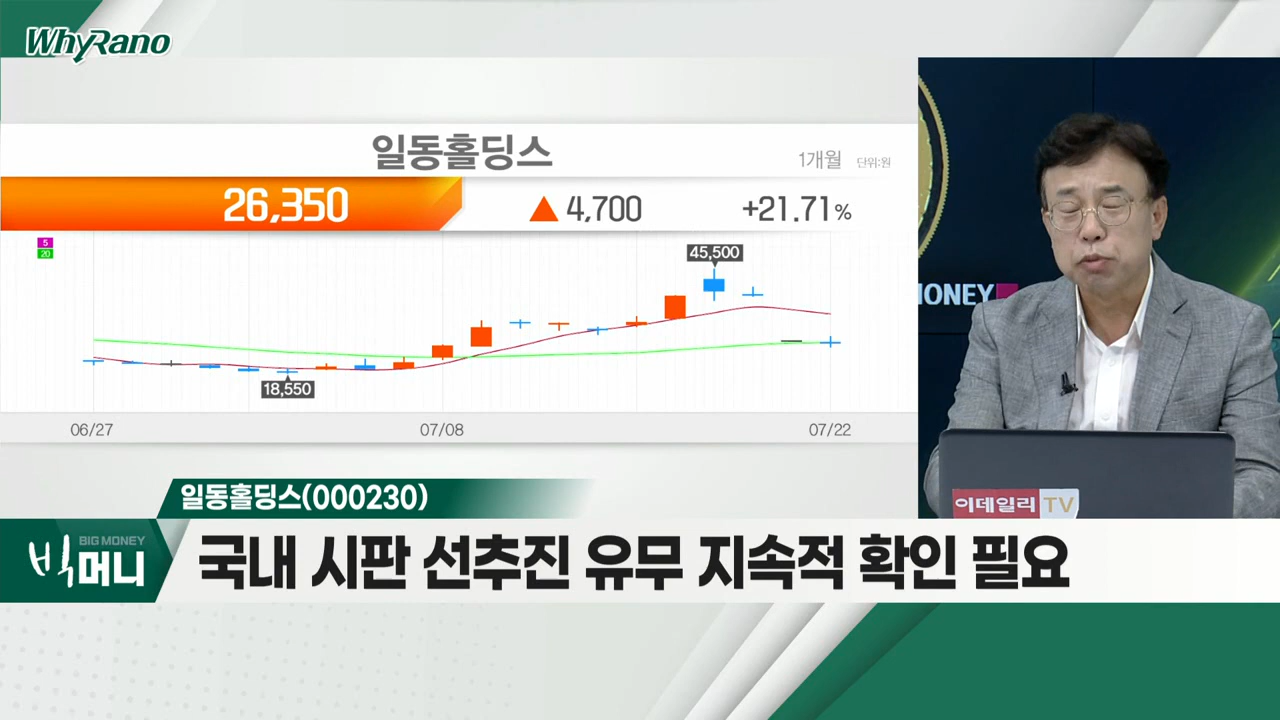 WhyRano
일동홀딩스
1개월 단위:원
26,350 ▲ 4,700 +21.71%
5
20
45,500
18,550
06/27 07/08 07/22
MONEY
이데일리 TV
일동홀딩스(000230)
BIG MONEY
빅머니
국내 시판 선추진 유무 지속적 확인 필요